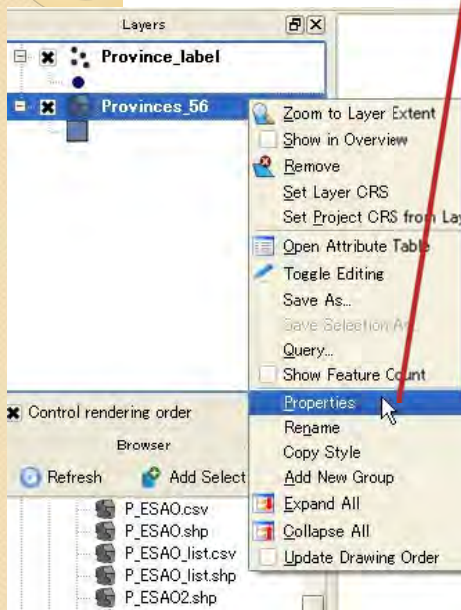 Layers
Province_label
Provinces_56
Zoom to Layer Extent
Show in Overview
Remove
Set Layer CRS
Set Project CRS from Lay
Open Attribute Table
Toggle Editing
Save As...
Save Selection As
Query...
Show Feature Count
Properties
Rename
Copy Style
Add New Group
Expand All
Collapse All
Update Drawing Order
Control rendering order
Browser
Refresh
Add Select
P_ESAO.csv
P_ESAO.shp
P_ESAO_list.csv
P_ESAO_list.shp
P_ESAO2.shp